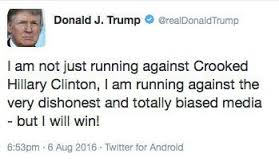 Donald J. Trump @realDonaldTrump
I am not just running against Crooked
Hillary Clinton, I am running against the
very dishonest and totally biased media
- but I will win!
6:53pm · 6 Aug 2016 · Twitter for Android